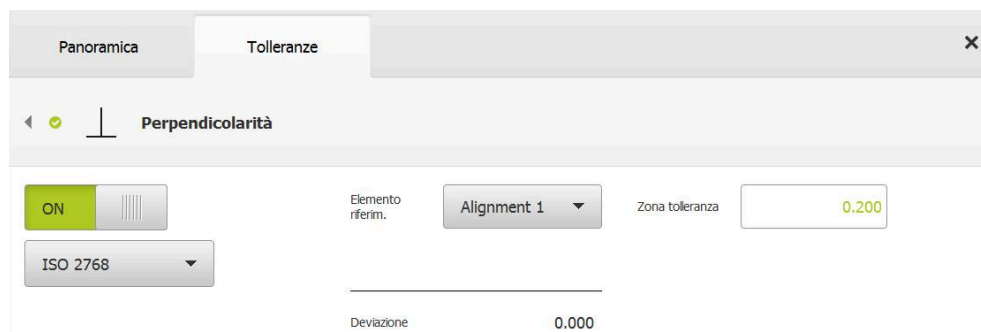 Panoramica
Tolleranze
Perpendicolarità
ON
Elemento
riferim.
Alignment 1
Zona tolleranza
0.200
ISO 2768
Deviazione
0.000